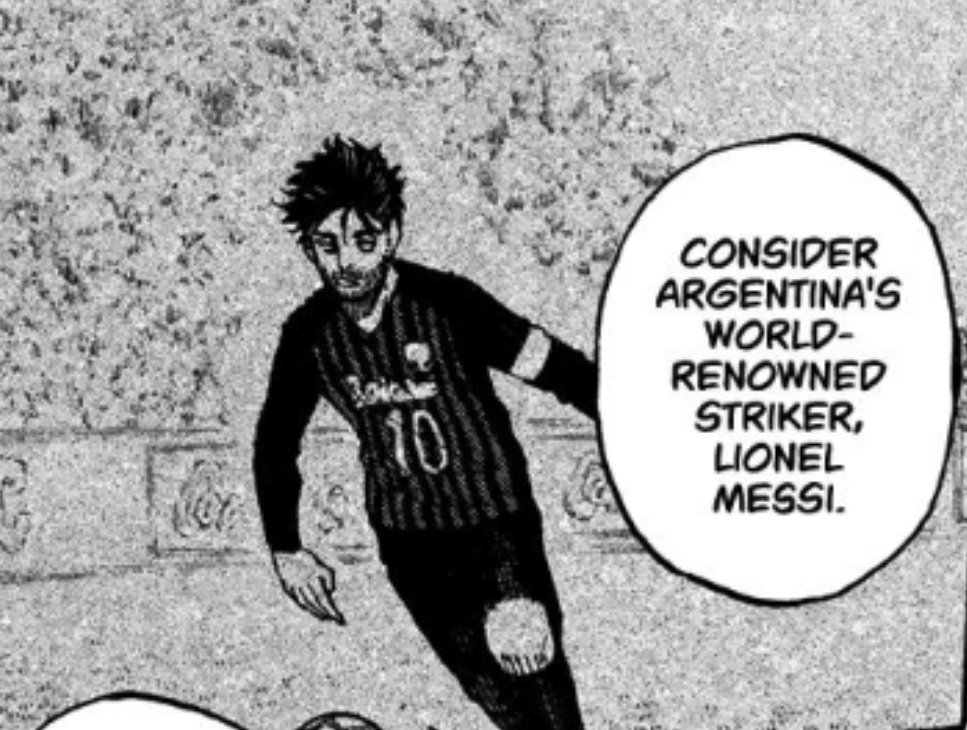 CONSIDER
ARGENTINA'S
WORLD-
RENOWNED
STRIKER,
LIONEL
MESSI.
10